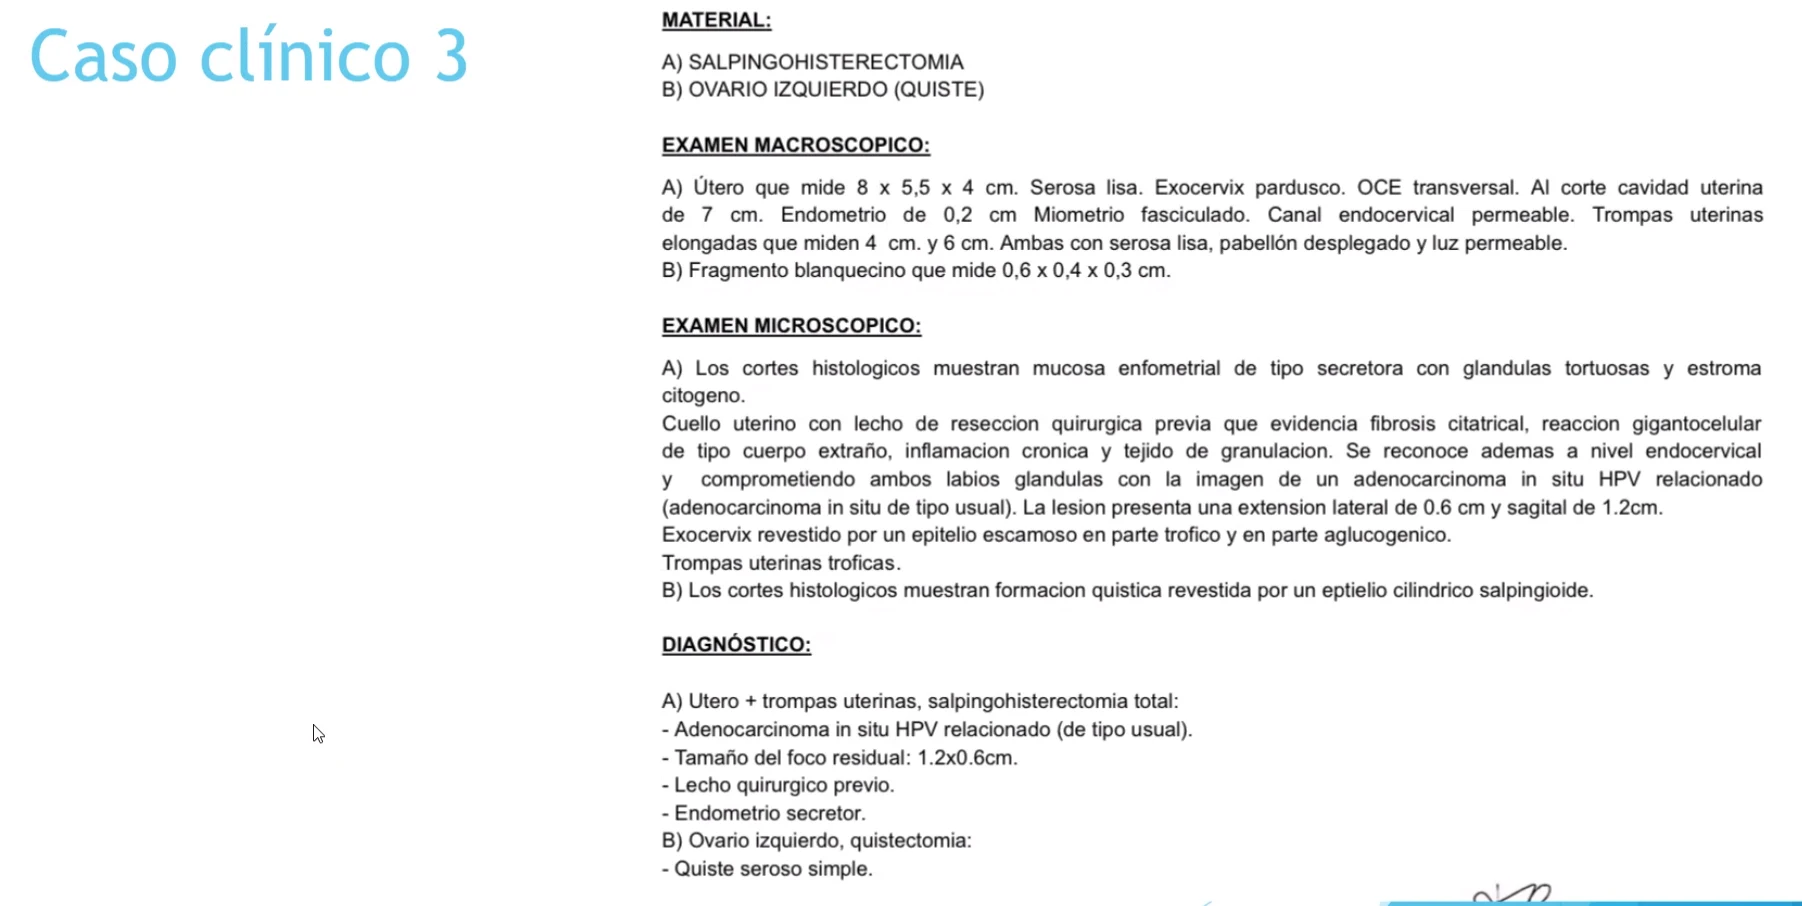 Caso clínico 3
MATERIAL:
A) SALPINGOHISTERECTOMIA
B) OVARIO IZQUIERDO (QUISTE)
EXAMEN MACROSCOPICO:
A) Útero que mide 8 x 5,5 x 4 cm. Serosa lisa. Exocervix pardusco. OCE transversal. Al corte cavidad uterina
de 7 cm. Endometrio de 0,2 cm Miometrio fasciculado. Canal endocervical permeable. Trompas uterinas
elongadas que miden 4 cm. y 6 cm. Ambas con serosa lisa, pabellón desplegado y luz permeable.
B) Fragmento blanquecino que mide 0,6 x 0,4 x 0,3 cm.
EXAMEN MICROSCOPICO:
A) Los cortes histologicos muestran mucosa enfometrial de tipo secretora con glandulas tortuosas y estroma
citogeno.
Cuello uterino con lecho de reseccion quirurgica previa que evidencia fibrosis citatrical, reaccion gigantocelular
de tipo cuerpo extraño, inflamacion cronica y tejido de granulacion. Se reconoce ademas a nivel endocervical
y comprometiendo ambos labios glandulas con la imagen de un adenocarcinoma in situ HPV relacionado
(adenocarcinoma in situ de tipo usual). La lesion presenta una extension lateral de 0.6 cm y sagital de 1.2cm.
Exocervix revestido por un epitelio escamoso en parte trofico y en parte aglucogenico.
Trompas uterinas troficas.
B) Los cortes histologicos muestran formacion quistica revestida por un eptielio cilindrico salpingioide.
DIAGNÓSTICO:
A) Utero + trompas uterinas, salpingohisterectomia total:
- Adenocarcinoma in situ HPV relacionado (de tipo usual).
- Tamaño del foco residual: 1.2x0.6cm.
- Lecho quirurgico previo.
- Endometrio secretor.
B) Ovario izquierdo, quistectomia:
- Quiste seroso simple.